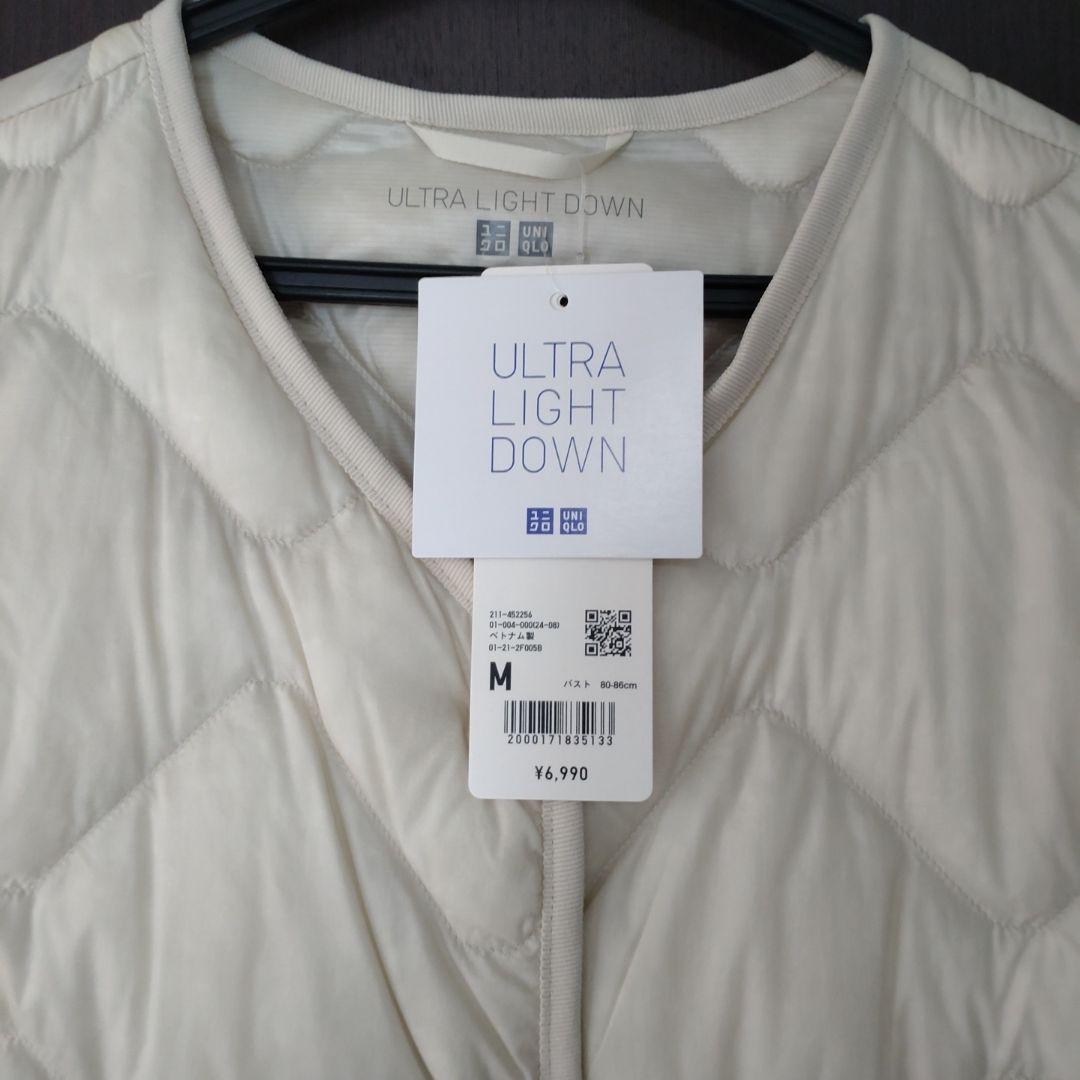 ULTRA LIGHT DOWN
ユニ UNI
クロ QLO
ULTRA
LIGHT
DOWN
ユニ UNI
クロ QLO
211-452256
01-004-000(24-08)
ベトナム製
01-21-2F005B
M バスト 80-86cm
2000171835133
¥6,990